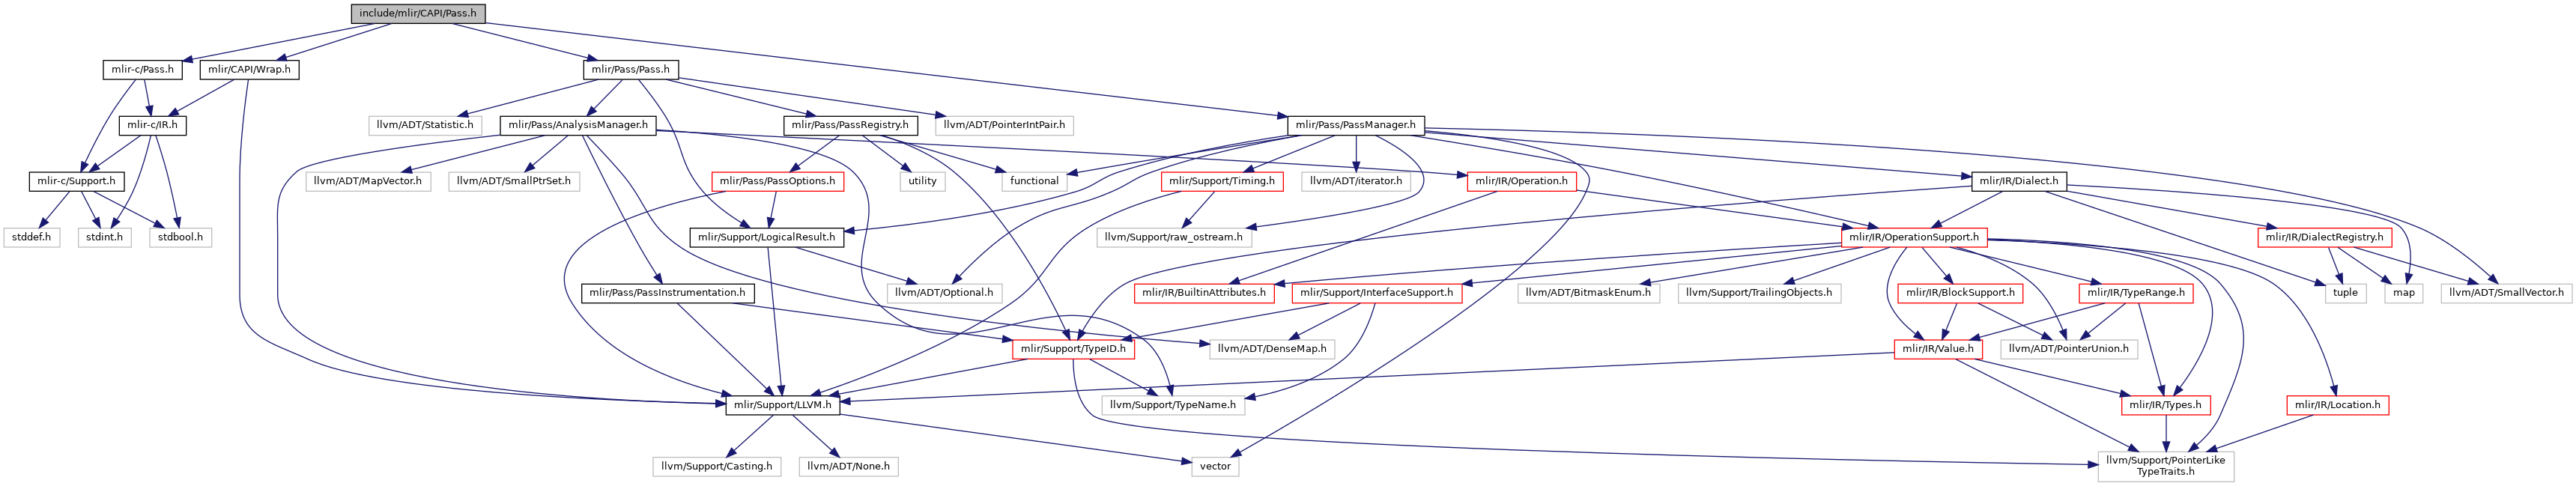 include/mlir/CAPI/Pass.h
mlir-c/Pass.h
mlir/CAPI/Wrap.h
mlir/Pass/Pass.h
mlir-c/IR.h
llvm/ADT/Statistic.h
mlir/Pass/AnalysisManager.h
mlir/Pass/PassRegistry.h
llvm/ADT/PointerIntPair.h
mlir/Pass/PassManager.h
mlir-c/Support.h
llvm/ADT/MapVector.h
llvm/ADT/SmallPtrSet.h
mlir/Pass/PassOptions.h
utility
functional
mlir/Support/Timing.h
llvm/ADT/iterator.h
mlir/IR/Operation.h
mlir/IR/Dialect.h
stddef.h
stdint.h
stdbool.h
mlir/Support/LogicalResult.h
llvm/Support/raw_ostream.h
mlir/IR/OperationSupport.h
mlir/IR/DialectRegistry.h
mlir/Pass/PassInstrumentation.h
llvm/ADT/Optional.h
mlir/IR/BuiltinAttributes.h
mlir/Support/InterfaceSupport.h
llvm/ADT/BitmaskEnum.h
llvm/Support/TrailingObjects.h
mlir/IR/BlockSupport.h
mlir/IR/TypeRange.h
tuple
map
llvm/ADT/SmallVector.h
mlir/Support/TypeID.h
llvm/ADT/DenseMap.h
mlir/IR/Value.h
llvm/ADT/PointerUnion.h
mlir/Support/LLVM.h
llvm/Support/TypeName.h
mlir/IR/Types.h
mlir/IR/Location.h
llvm/Support/Casting.h
llvm/ADT/None.h
vector
llvm/Support/PointerLike
TypeTraits.h